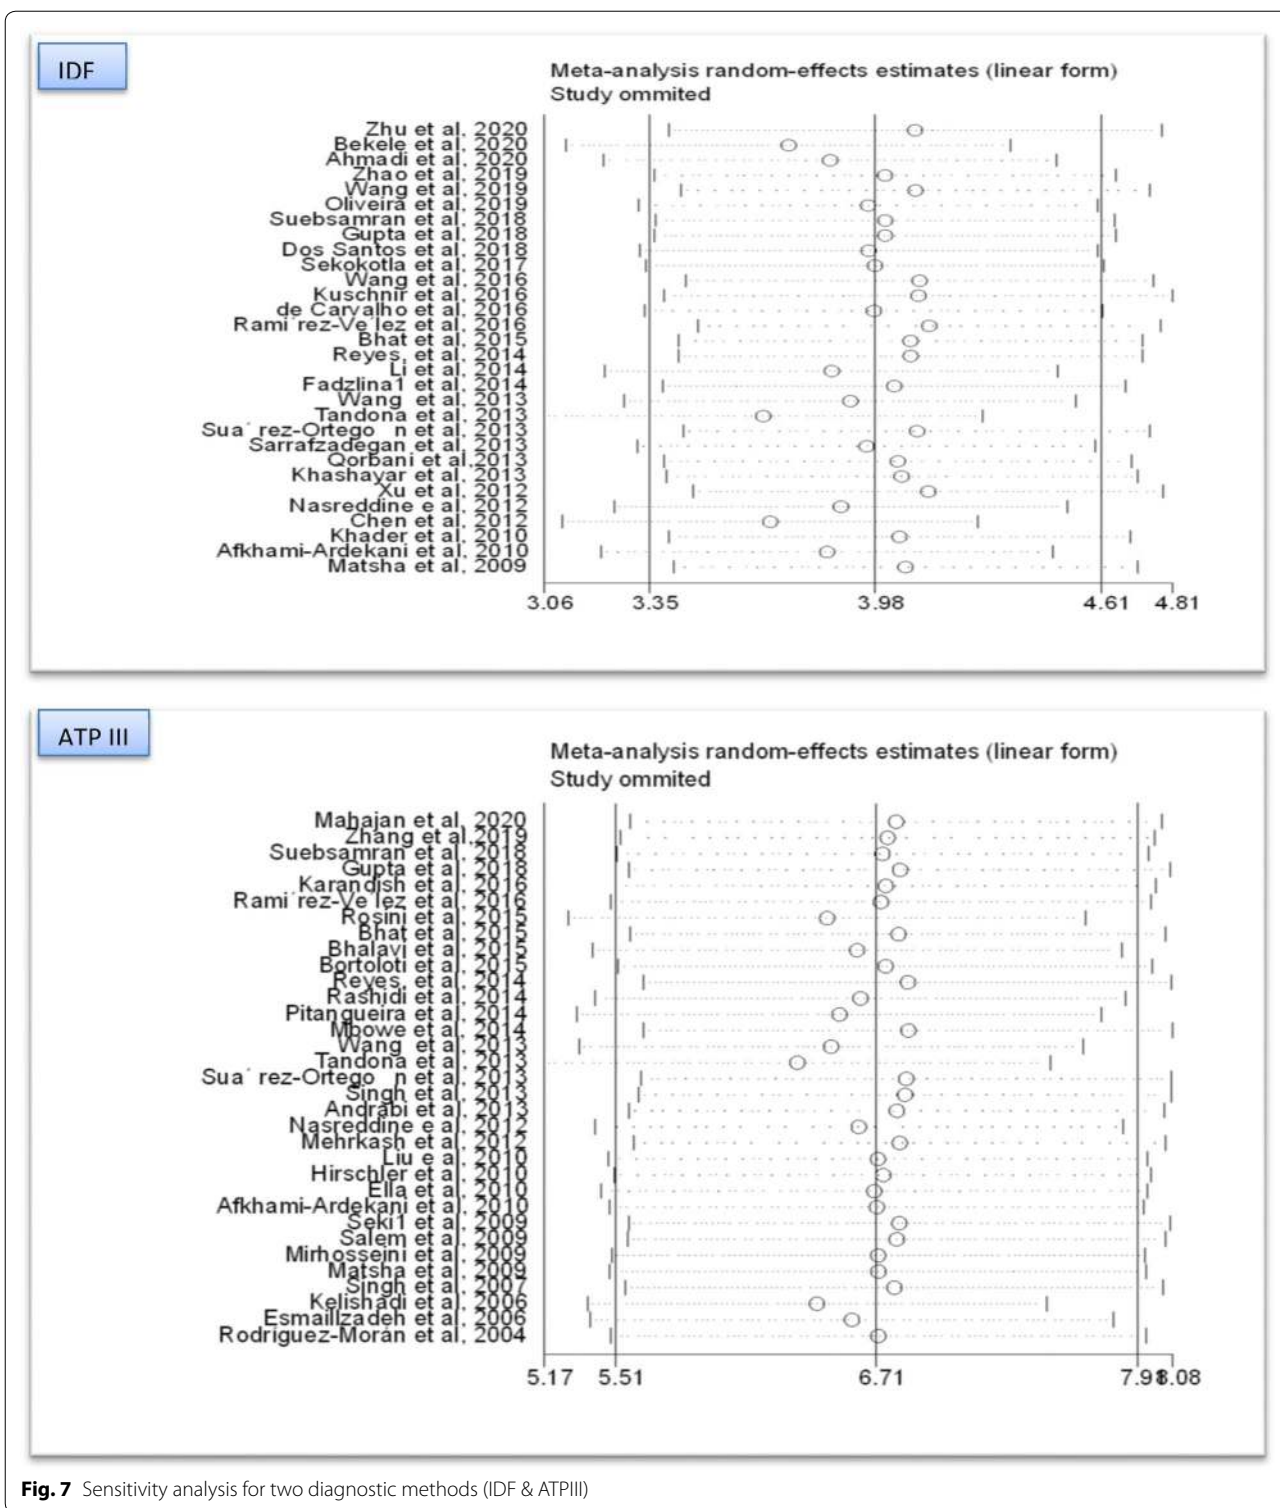 IDF
Meta-analysis random-effects estimates (linear form)
Study ommited
Zhu et al, 2020
Bekele et al, 2020
Ahmadi et al, 2020
Zhao et al, 2019
Wang et al, 2019
Oliveira et al, 2019
Suebsamran et al, 2018
Gupta et al, 2018
Dos Santos et al, 2018
Sekokotla et al, 2017
Wang et al, 2016
Kuschnir et al, 2016
de Carvalho et al, 2016
Rami´rez-Ve´lez et al, 2016
Bhat et al, 2015
Reyes, et al, 2014
Li et al, 2014
Fadzlina1 et al, 2014
Wang et al, 2013
Tandona et al, 2013
Sua´ rez-Ortego n et al, 2013
Sarrafzadegan et al, 2013
Qorbani et al,2013
Khashayar et al, 2013
Xu et al, 2012
Nasreddine e al, 2012
Chen et al, 2012
Khader et al, 2010
Afkhami-Ardekani et al, 2010
Matsha et al, 2009
3.06 3.35 3.98 4.61 4.81
ATP III
Meta-analysis random-effects estimates (linear form)
Study ommited
Mahajan et al, 2020
Zhang et al,2019
Suebsamran et al, 2018
Gupta et al, 2018
Karandish et al, 2016
Rami´rez-Ve´lez et al, 2016
Rosini et al, 2015
Bhat et al, 2015
Bhalavi et al, 2015
Bortoloti et al, 2015
Reyes, et al, 2014
Rashidi et al, 2014
Pitangueira et al, 2014
Mbowe et al, 2014
Wang et al, 2013
Tandona et al, 2013
Sua´ rez-Ortego n et al, 2013
Singh et al, 2013
Andrabi et al, 2013
Nasreddine e al, 2012
Mehrkash et al, 2012
Liu e al, 2010
Hirschler et al, 2010
Ella et al, 2010
Afkhami-Ardekani et al, 2010
Seki1 et al, 2009
Salem et al, 2009
Mirhosseini et al, 2009
Matsha et al, 2009
Singh et al, 2007
Kelishadi et al, 2006
Esmaillzadeh et al, 2006
Rodríguez-Morán et al, 2004
5.17 5.51 6.71 7.91 8.08
Fig. 7 Sensitivity analysis for two diagnostic methods (IDF & ATPIII)